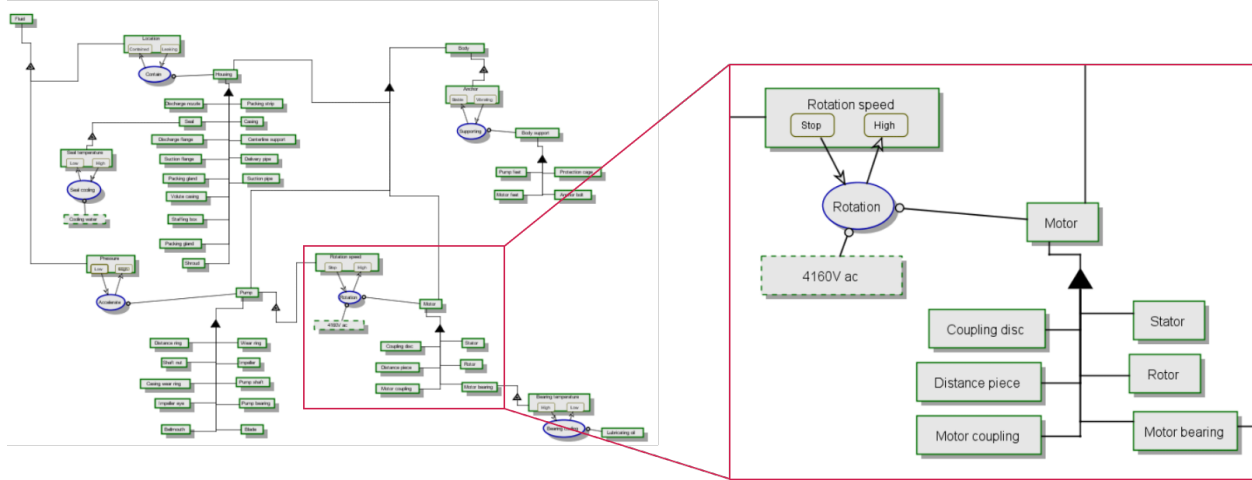 Fluid
Location
Contained Leaking
Contain
Housing
Discharge nozzle
Packing strip
Seal
Casing
Discharge flange
Centerline support
Suction flange
Delivery pipe
Packing gland
Suction pipe
Volute casing
Stuffing box
Packing gland
Shroud
Seal temperature
Low High
Seal cooling
Cooling water
Pressure
Low
Accelerate
Pump
Distance ring
Wear ring
Shaft nut
Impeller
Casing wear ring
Pump shaft
Impeller eye
Pump bearing
Bellmouth
Blade
Body
Anchor
Vibrating
Supporting
Body support
Pump feet
Protection cage
Motor feet
Anchor bolt
Rotation speed
Stop High
Rotation
4160V ac
Motor
Coupling disc
Stator
Distance piece
Rotor
Motor coupling
Motor bearing
Bearing temperature
High Low
Bearing cooling
Lubricating oil
Rotation speed
Stop High
Rotation
Motor
4160V ac
Coupling disc
Stator
Distance piece
Rotor
Motor coupling
Motor bearing